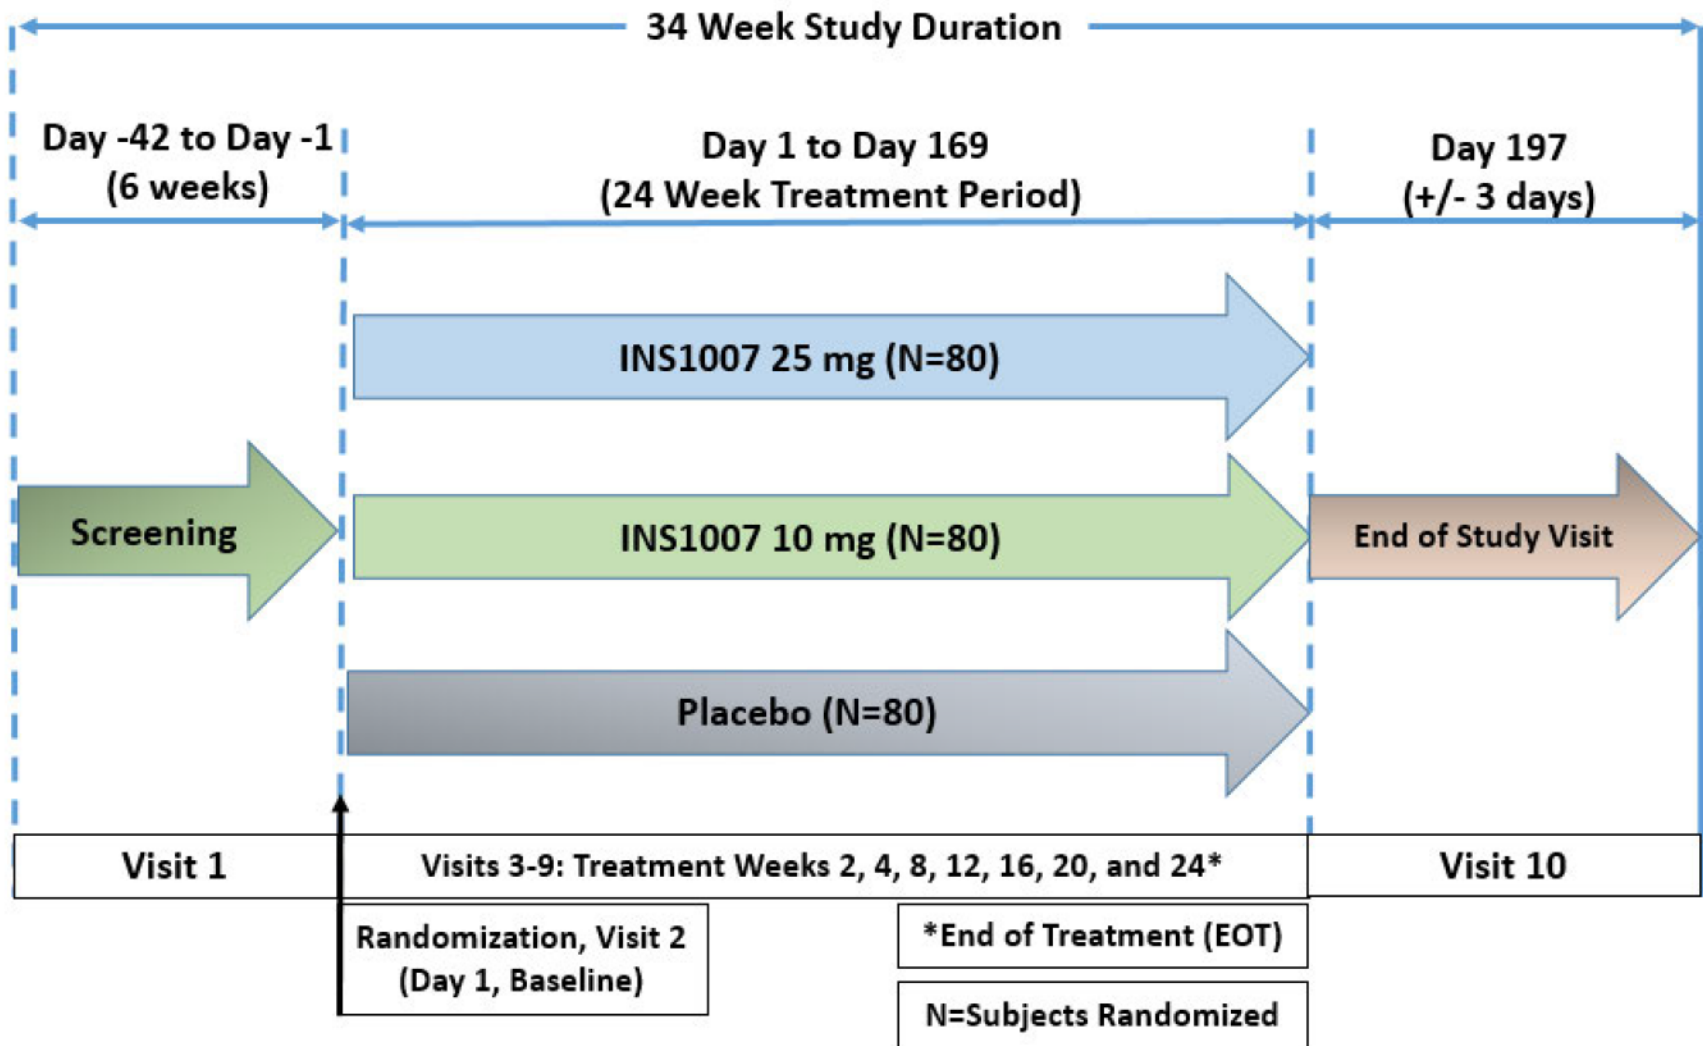 34 Week Study Duration
Day -42 to Day -1
(6 weeks)
Day 1 to Day 169
(24 Week Treatment Period)
Day 197
(+/- 3 days)
INS1007 25 mg (N=80)
Screening
INS1007 10 mg (N=80)
End of Study Visit
Placebo (N=80)
Visit 1
Visits 3-9: Treatment Weeks 2, 4, 8, 12, 16, 20, and 24*
Visit 10
Randomization, Visit 2
(Day 1, Baseline)
*End of Treatment (EOT)
N=Subjects Randomized